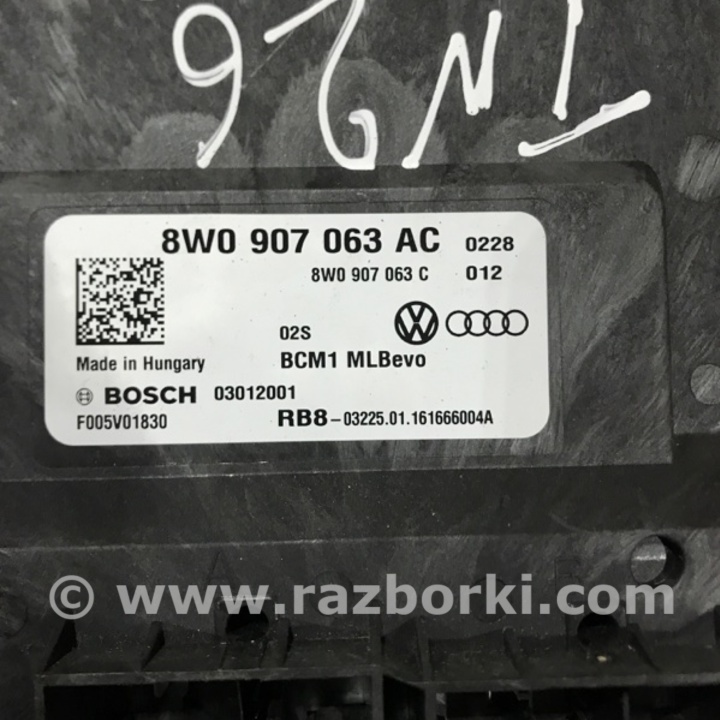 8W0 907 063 AC 0228
8W0 907 063 C 012
02S
Made in Hungary BCM1 MLBevo
BOSCH 03012001
F005V01830 RB8-03225.01.161666004A
© www.razborki.com